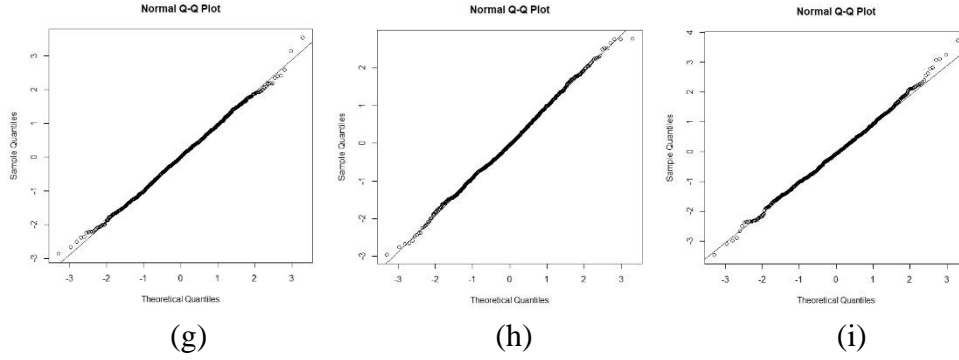 Normal Q-Q Plot
Sample Quantiles
3
2
1
0
-1
-2
-3
-3 -2 -1 0 1 2 3
Theoretical Quantiles
(g)
Normal Q-Q Plot
Sample Quantiles
2
1
0
-1
-2
-3
-3 -2 -1 0 1 2 3
Theoretical Quantiles
(h)
Normal Q-Q Plot
Sample Quantiles
4
3
2
1
0
-1
-2
-3
-3 -2 -1 0 1 2 3
Theoretical Quantiles
(i)